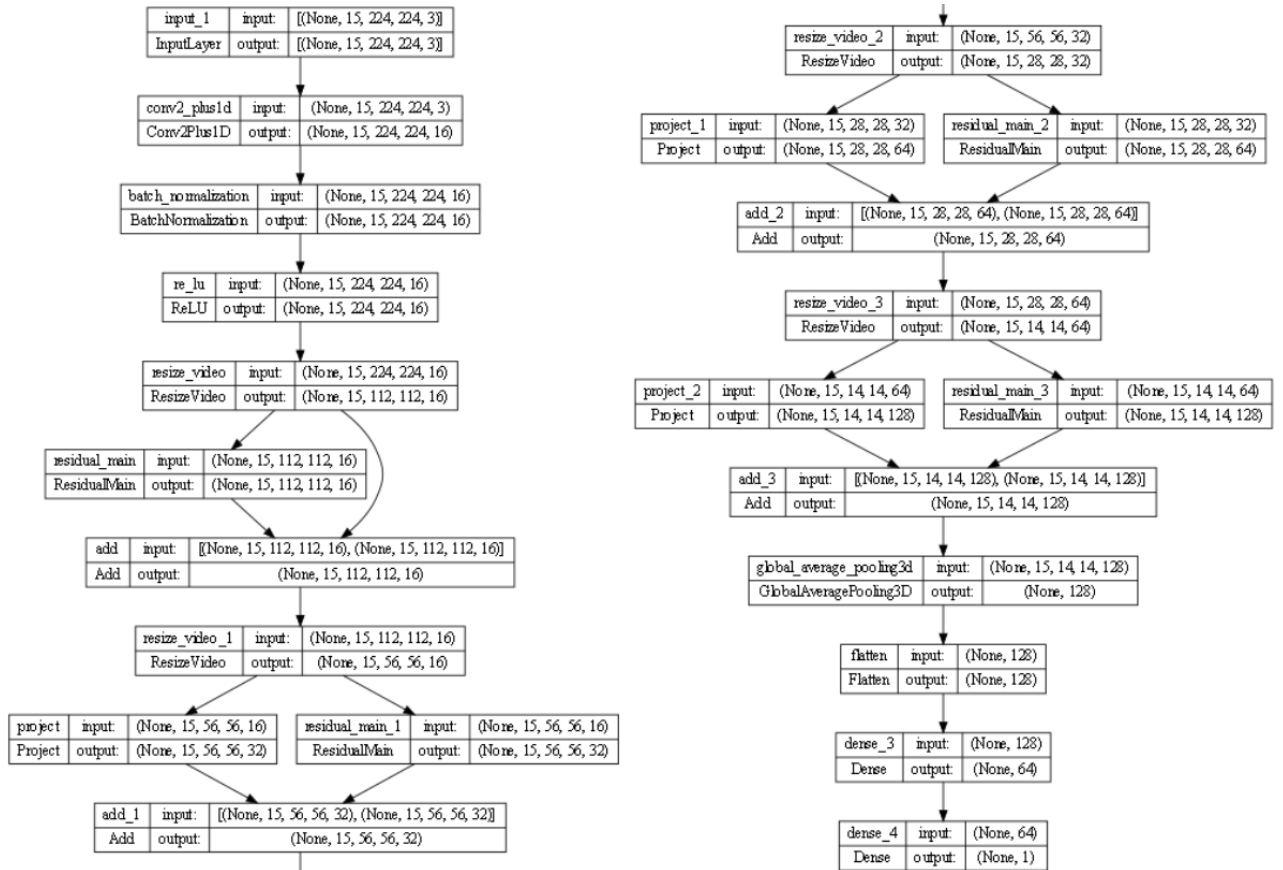 input_1 input: [(None, 15, 224, 224, 3)]
InputLayer output: [(None, 15, 224, 224, 3)]
conv2_plus1d input: (None, 15, 224, 224, 3)
Conv2Plus1D output: (None, 15, 224, 224, 16)
batch_normalization input: (None, 15, 224, 224, 16)
BatchNormalization output: (None, 15, 224, 224, 16)
re_lu input: (None, 15, 224, 224, 16)
ReLU output: (None, 15, 224, 224, 16)
resize_video input: (None, 15, 224, 224, 16)
ResizeVideo output: (None, 15, 112, 112, 16)
residual_main input: (None, 15, 112, 112, 16)
ResidualMain output: (None, 15, 112, 112, 16)
add input: [(None, 15, 112, 112, 16), (None, 15, 112, 112, 16)]
Add output: (None, 15, 112, 112, 16)
resize_video_1 input: (None, 15, 112, 112, 16)
ResizeVideo output: (None, 15, 56, 56, 16)
project input: (None, 15, 56, 56, 16)
Project output: (None, 15, 56, 56, 32)
residual_main_1 input: (None, 15, 56, 56, 16)
ResidualMain output: (None, 15, 56, 56, 32)
add_1 input: [(None, 15, 56, 56, 32), (None, 15, 56, 56, 32)]
Add output: (None, 15, 56, 56, 32)
resize_video_2 input: (None, 15, 56, 56, 32)
ResizeVideo output: (None, 15, 28, 28, 32)
project_1 input: (None, 15, 28, 28, 32)
Project output: (None, 15, 28, 28, 64)
residual_main_2 input: (None, 15, 28, 28, 32)
ResidualMain output: (None, 15, 28, 28, 64)
add_2 input: [(None, 15, 28, 28, 64), (None, 15, 28, 28, 64)]
Add output: (None, 15, 28, 28, 64)
resize_video_3 input: (None, 15, 28, 28, 64)
ResizeVideo output: (None, 15, 14, 14, 64)
project_2 input: (None, 15, 14, 14, 64)
Project output: (None, 15, 14, 14, 128)
residual_main_3 input: (None, 15, 14, 14, 64)
ResidualMain output: (None, 15, 14, 14, 128)
add_3 input: [(None, 15, 14, 14, 128), (None, 15, 14, 14, 128)]
Add output: (None, 15, 14, 14, 128)
global_average_pooling3d input: (None, 15, 14, 14, 128)
GlobalAveragePooling3D output: (None, 128)
flatten input: (None, 128)
Flatten output: (None, 128)
dense_3 input: (None, 128)
Dense output: (None, 64)
dense_4 input: (None, 64)
Dense output: (None, 1)